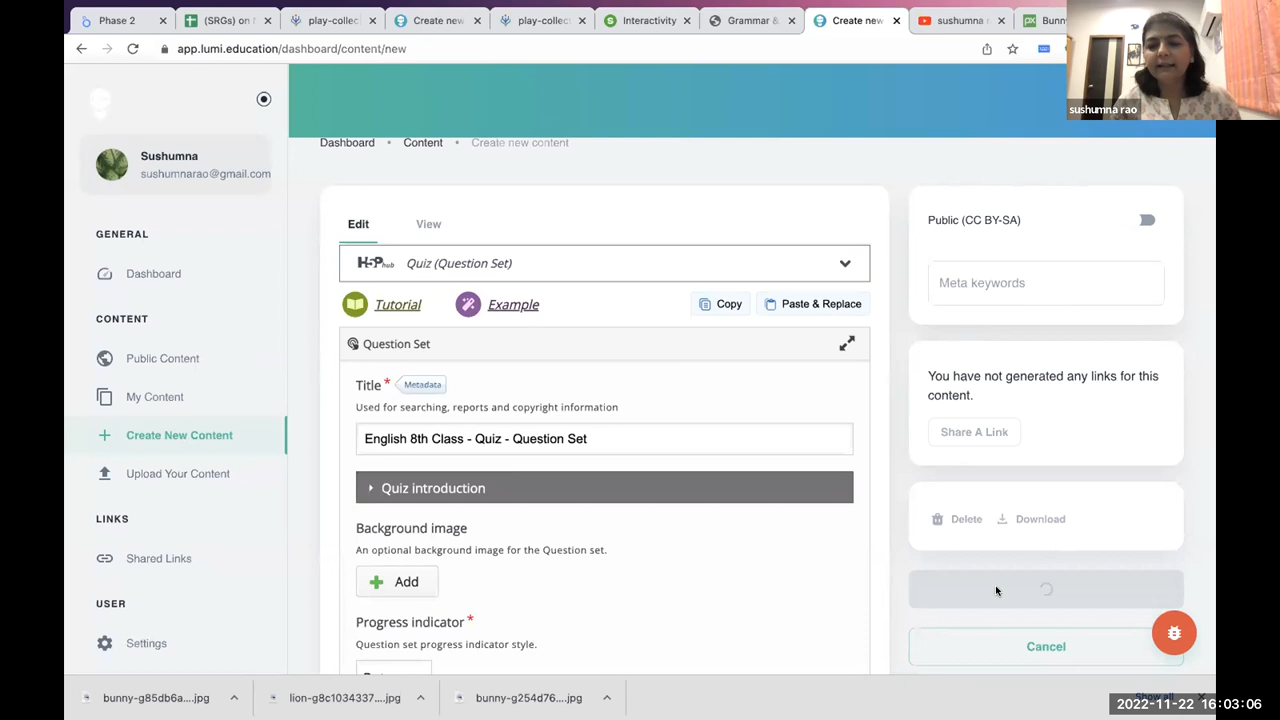 Phase 2
(SRGs) on M
play-collec
Create new
play-collec
Interactivity
Grammar &
Create new
sushumna r
Bunn
app.lumi.education/dashboard/content/new
sushumna rao
Sushumna
sushumnarao@gmail.com
GENERAL
Dashboard
CONTENT
Public Content
My Content
Create New Content
Upload Your Content
LINKS
Shared Links
USER
Settings
Dashboard • Content • Create new content
Edit View
H5P hub Quiz (Question Set)
Tutorial Example Copy Paste & Replace
Question Set
Title * Metadata
Used for searching, reports and copyright information
English 8th Class - Quiz - Question Set
Quiz introduction
Background image
An optional background image for the Question set.
Add
Progress indicator *
Question set progress indicator style.
Public (CC BY-SA)
Meta keywords
You have not generated any links for this
content.
Share A Link
Delete Download
Cancel
bunny-g85db6a....jpg
lion-g8c1034337....jpg
bunny-g254d76....jpg
Show all
2022-11-22 16:03:06